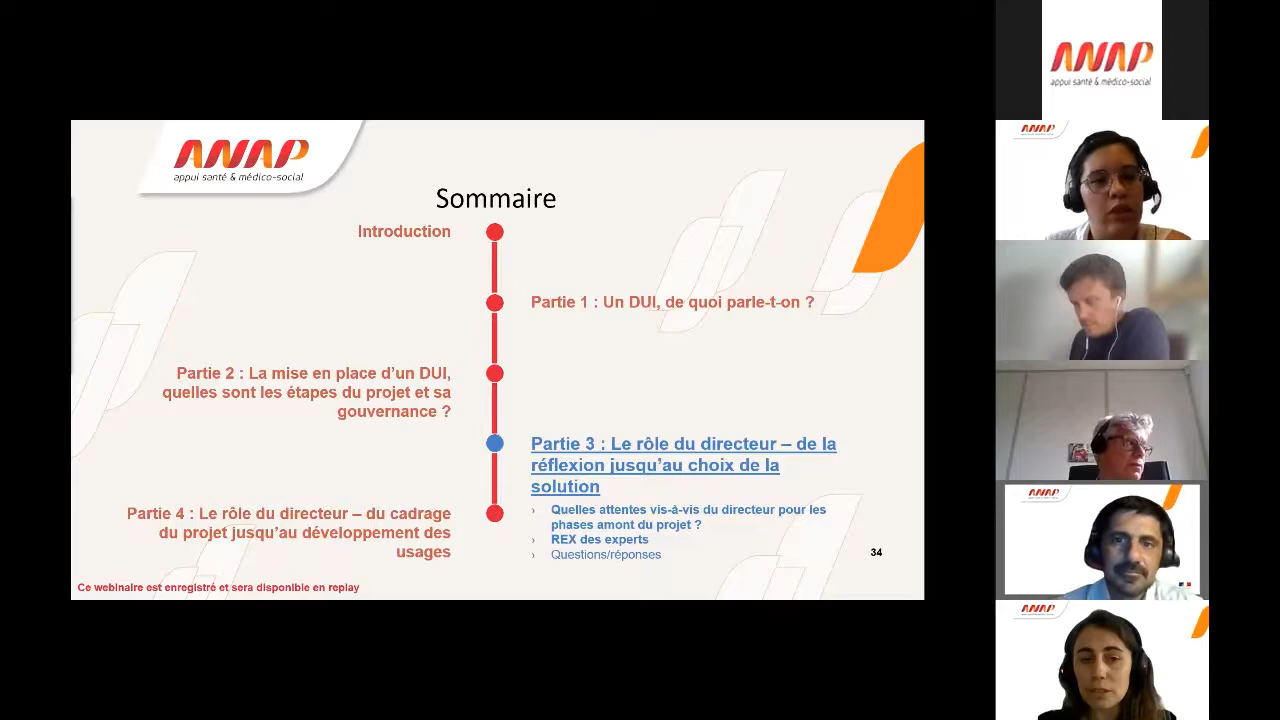 ANAP
appui santé & médico-social
Sommaire
Introduction
Partie 1 : Un DUI, de quoi parle-t-on ?
Partie 2 : La mise en place d'un DUI,
quelles sont les étapes du projet et sa
gouvernance ?
Partie 3 : Le rôle du directeur – de la
réflexion jusqu'au choix de la
solution
› Quelles attentes vis-à-vis du directeur pour les
phases amont du projet ?
› REX des experts
› Questions/réponses
Partie 4 : Le rôle du directeur – du cadrage
du projet jusqu'au développement des
usages
34
Ce webinaire est enregistré et sera disponible en replay
ANAP
appui santé & médico-social
ANAP
ANAP
ANAP